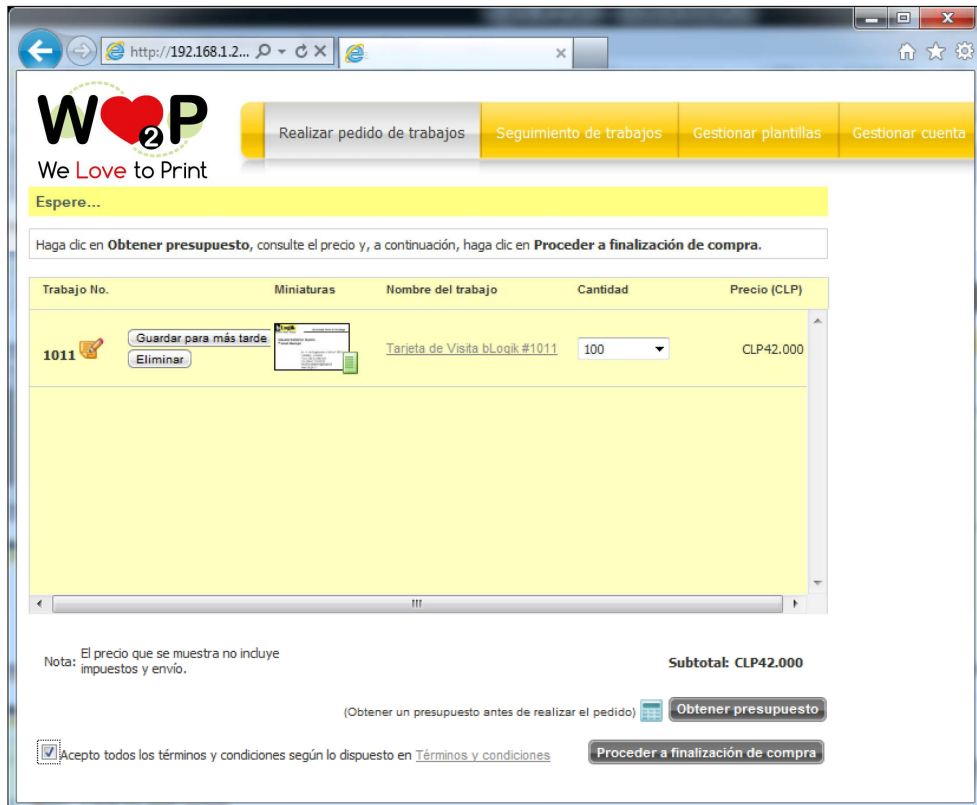 http://192.168.1.2...
W 2 P
We Love to Print
Realizar pedido de trabajos
Seguimiento de trabajos
Gestionar plantillas
Gestionar cuenta
Espere...
Haga clic en Obtener presupuesto, consulte el precio y, a continuación, haga clic en Proceder a finalización de compra.
Trabajo No. Miniaturas Nombre del trabajo Cantidad Precio (CLP)
Guardar para más tarde
1011 Tarjeta de Visita bLogik #1011 100 CLP42.000
Eliminar
Nota: El precio que se muestra no incluye
impuestos y envío.
Subtotal: CLP42.000
(Obtener un presupuesto antes de realizar el pedido) Obtener presupuesto
Acepto todos los términos y condiciones según lo dispuesto en Términos y condiciones
Proceder a finalización de compra